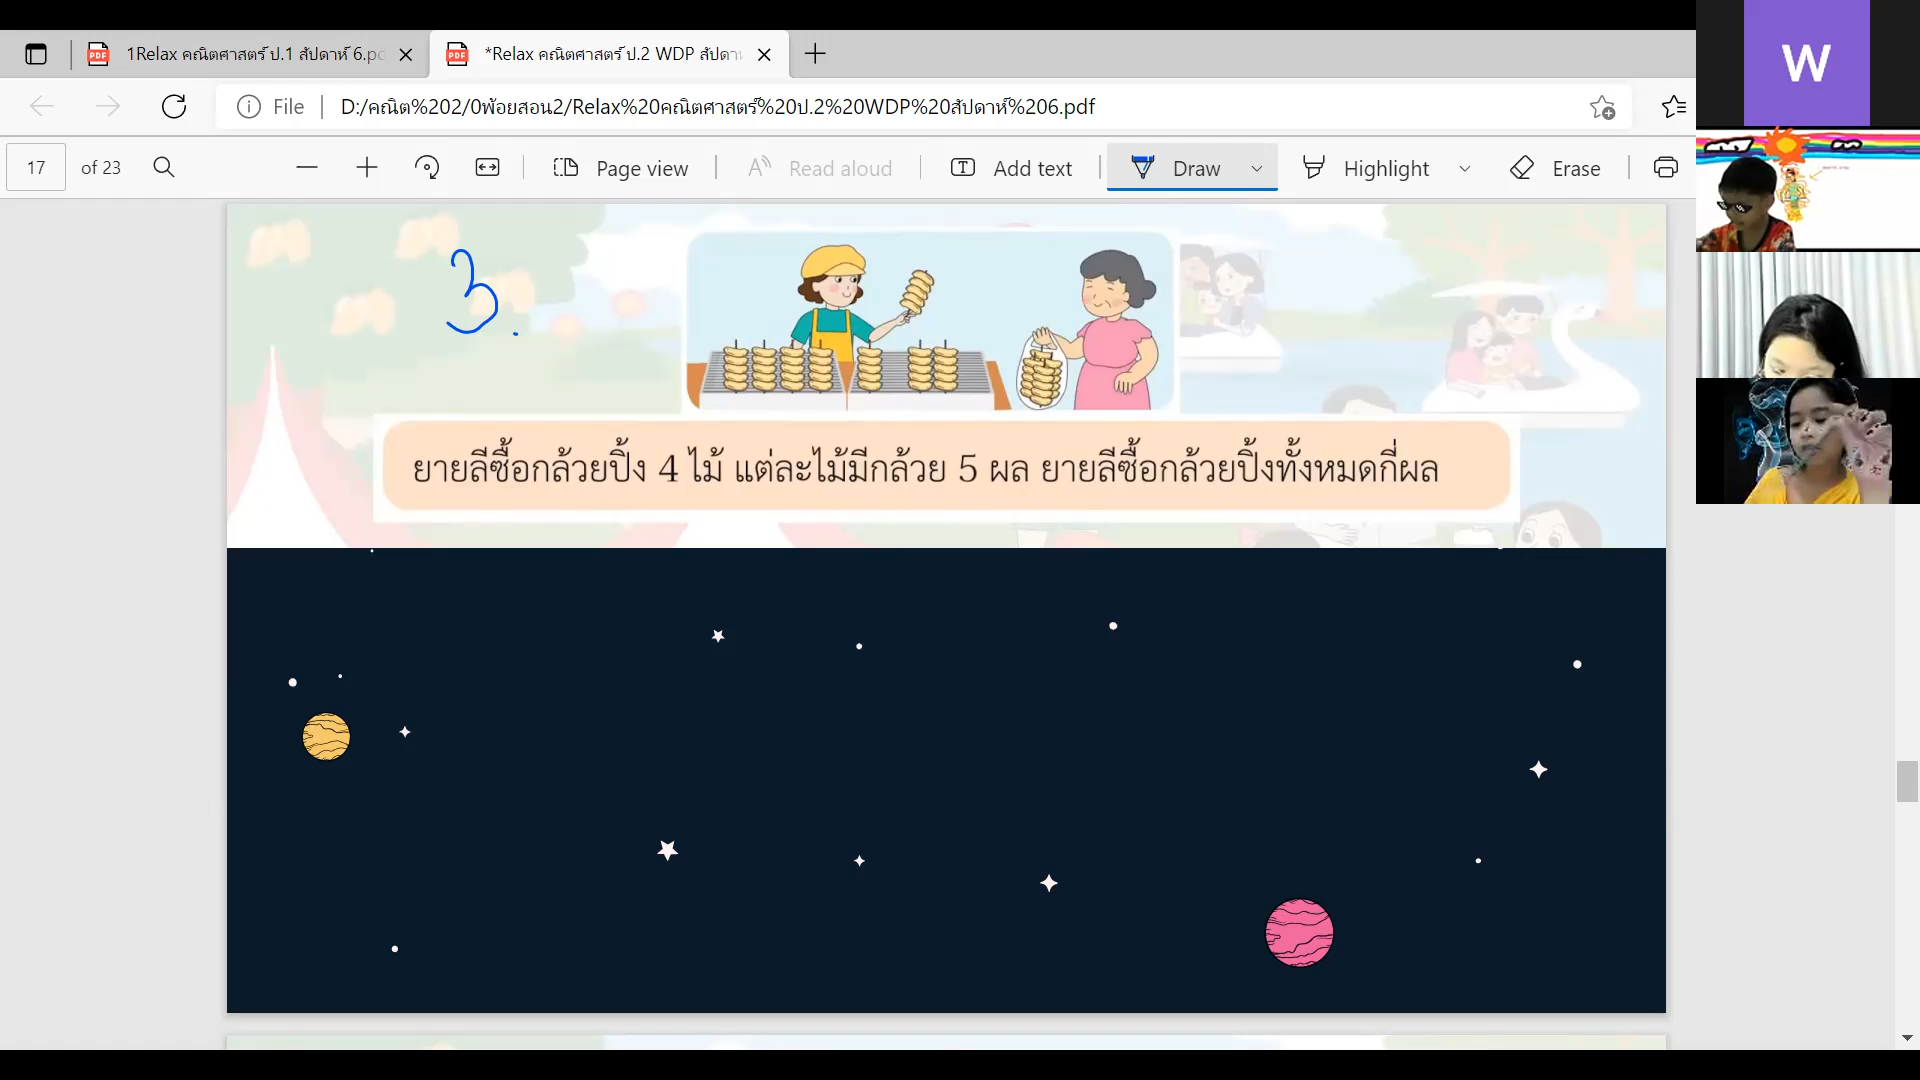 1Relax คณิตศาสตร์ ป.1 สัปดาห์ 6.pd
*Relax คณิตศาสตร์ ป.2 WDP สัปดาห
File
D:/คณิต%202/0พ้อยสอน2/Relax%20คณิตศาสตร์%20ป.2%20WDP%20สัปดาห์%206.pdf
17 of 23
Page view
Read aloud
Add text
Draw
Highlight
Erase
W
3.
ยายลีซื้อกล้วยปิ้ง 4 ไม้ แต่ละไม้มีกล้วย 5 ผล ยายลีซื้อกล้วยปิ้งทั้งหมดกี่ผล